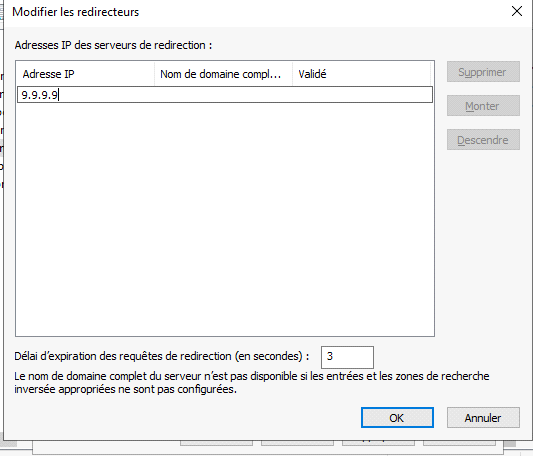 Modifier les redirecteurs
Adresses IP des serveurs de redirection :
Adresse IP
Nom de domaine compl...
Validé
9.9.9.9
Supprimer
Monter
Descendre
Délai d'expiration des requêtes de redirection (en secondes) :
3
Le nom de domaine complet du serveur n'est pas disponible si les entrées et les zones de recherche
inversée appropriées ne sont pas configurées.
OK
Annuler